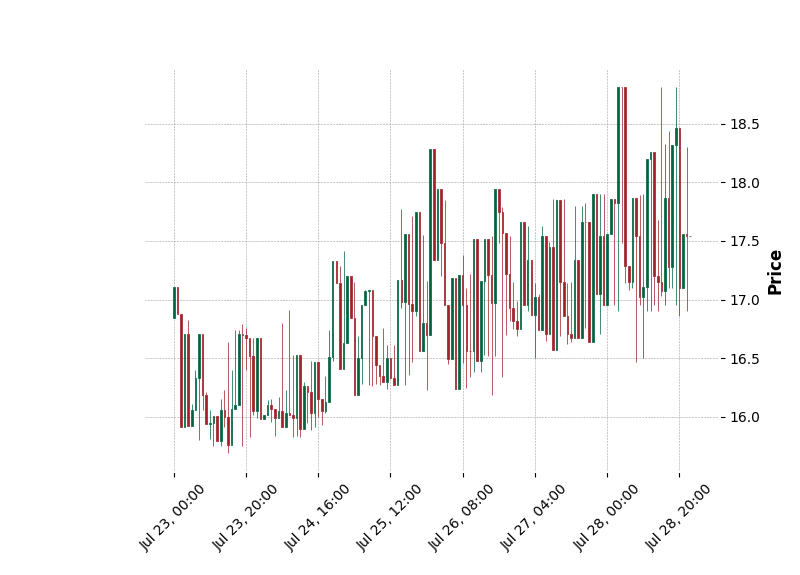 18.5
18.0
17.5
17.0
16.5
16.0
Price
Jul 23, 00:00
Jul 23, 20:00
Jul 24, 16:00
Jul 25, 12:00
Jul 26, 08:00
Jul 27, 04:00
Jul 28, 00:00
Jul 28, 20:00